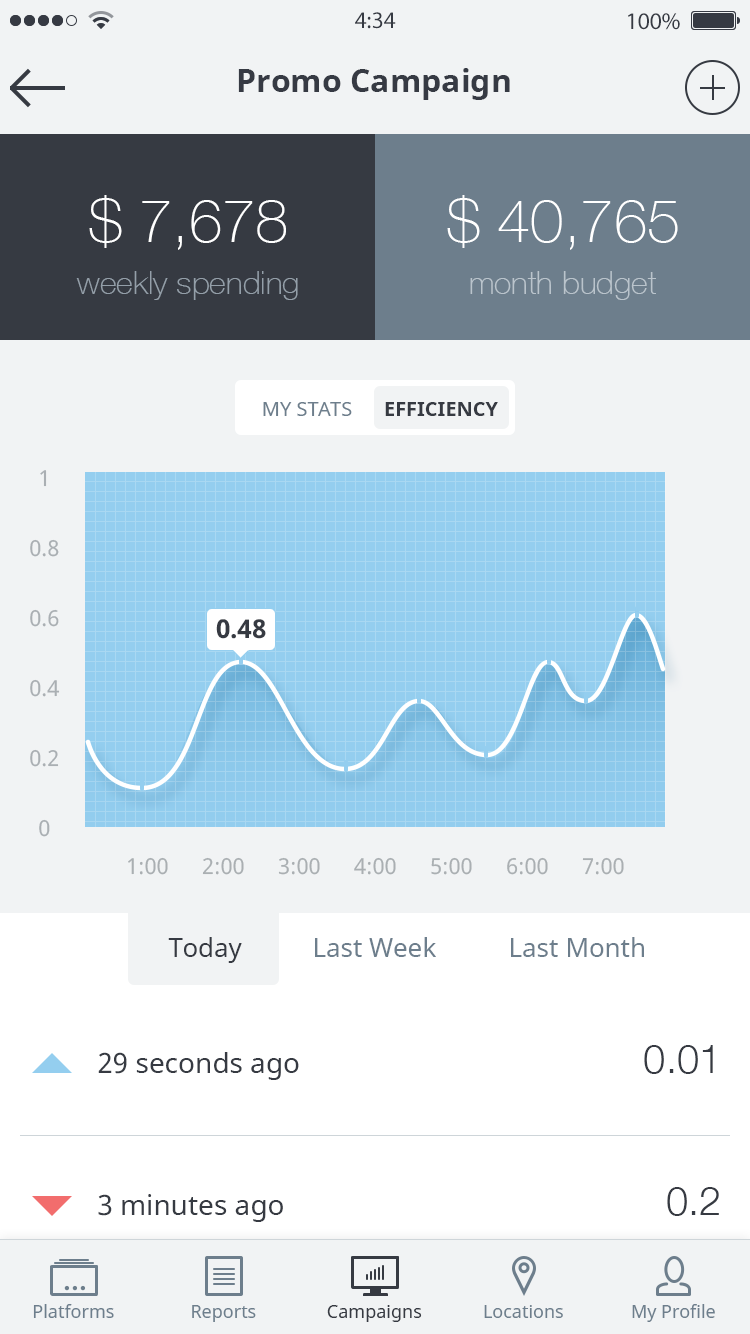 4:34
100%
Promo Campaign
$ 7,678
$ 40,765
weekly spending
month budget
MY STATS
EFFICIENCY
1
0.8
0.6
0.4
0.2
0
0.48
1:00 2:00 3:00 4:00 5:00 6:00 7:00
Today
Last Week
Last Month
29 seconds ago
0.01
3 minutes ago
0.2
Platforms
Reports
Campaigns
Locations
My Profile